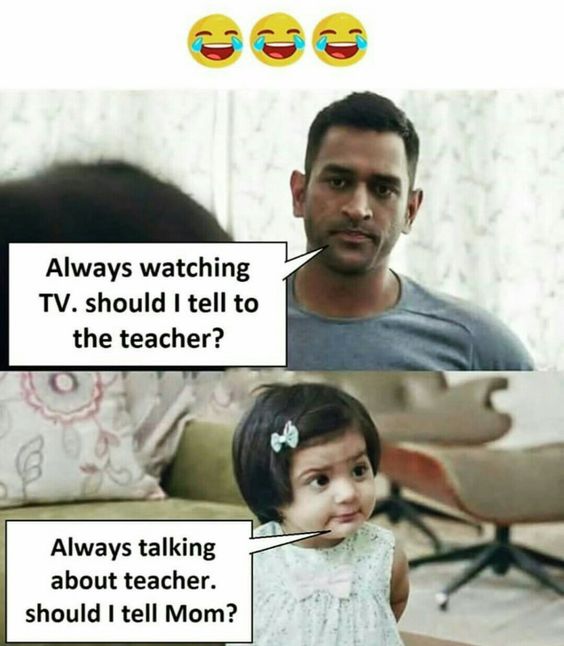 Always watching
TV. should I tell to
the teacher?
Always talking
about teacher.
should I tell Mom?